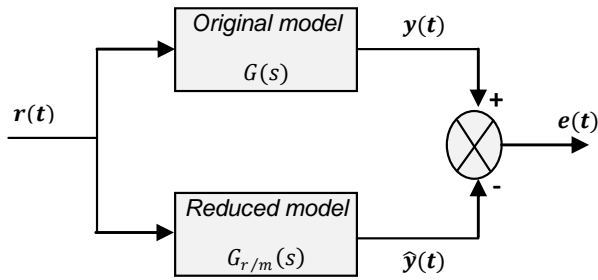 Original model
G(s)
y(t)
+
r(t)
e(t)
-
Reduced model
G_{r/m}(s)
ŷ(t)